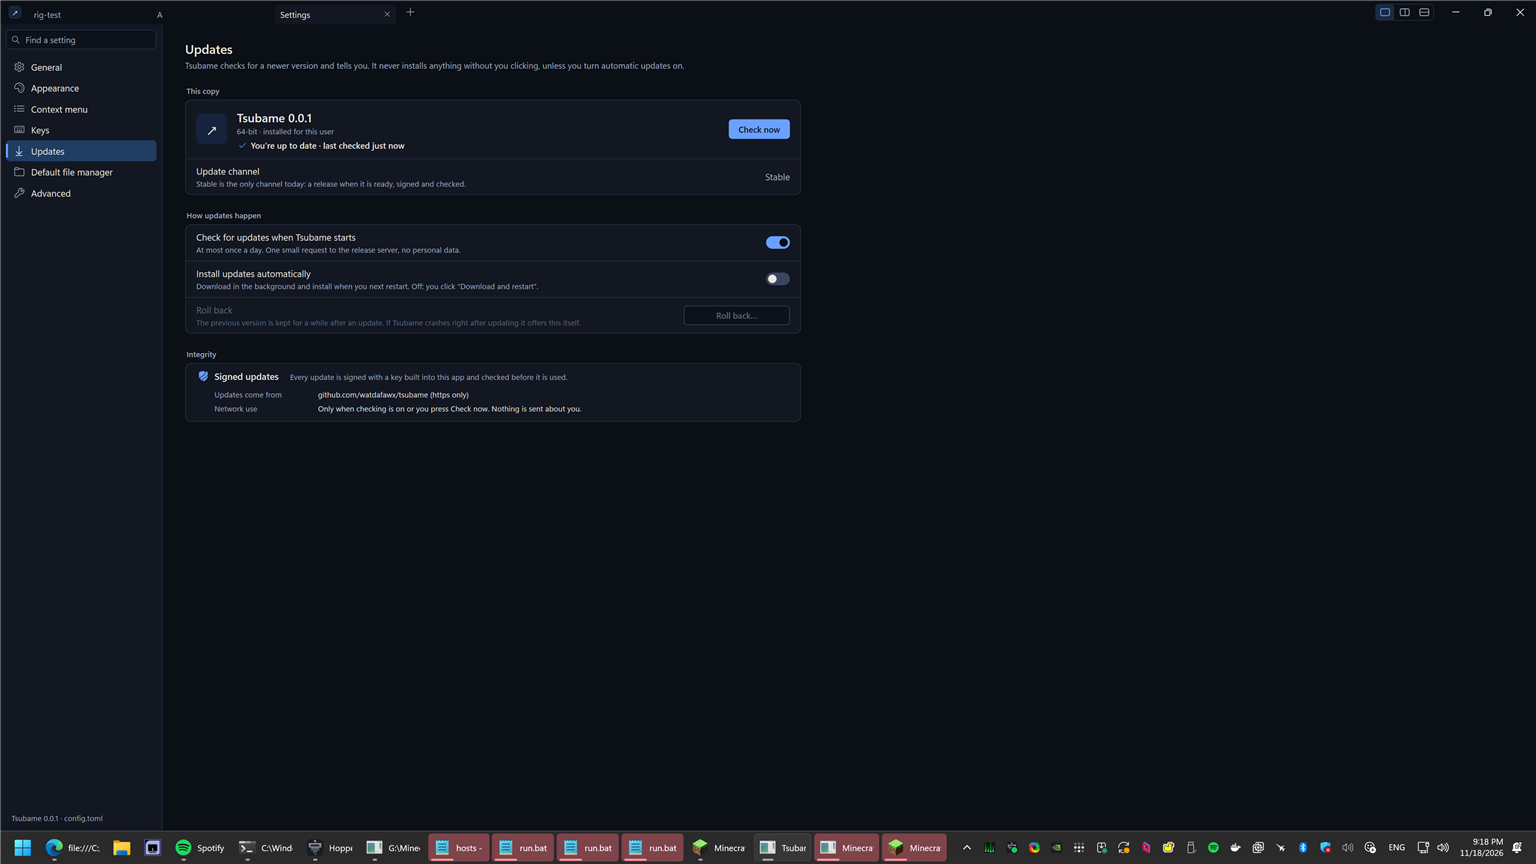 rig-test
A
Settings
Find a setting
General
Appearance
Context menu
Keys
Updates
Default file manager
Advanced
Updates
Tsubame checks for a newer version and tells you. It never installs anything without you clicking, unless you turn automatic updates on.
This copy
Tsubame 0.0.1
64-bit · installed for this user
You're up to date · last checked just now
Check now
Update channel
Stable is the only channel today: a release when it is ready, signed and checked.
Stable
How updates happen
Check for updates when Tsubame starts
At most once a day. One small request to the release server, no personal data.
Install updates automatically
Download in the background and install when you next restart. Off: you click "Download and restart".
Roll back
The previous version is kept for a while after an update. If Tsubame crashes right after updating it offers this itself.
Roll back...
Integrity
Signed updates Every update is signed with a key built into this app and checked before it is used.
Updates come from github.com/watdafawx/tsubame (https only)
Network use Only when checking is on or you press Check now. Nothing is sent about you.
Tsubame 0.0.1 · config.toml
file:///C:
Spotify
C:\Wind
Hoppe
G:\Mine
hosts -
run.bat
run.bat
run.bat
Minecra
Tsubar
Minecra
Minecra
ENG
9:18 PM
11/18/2026